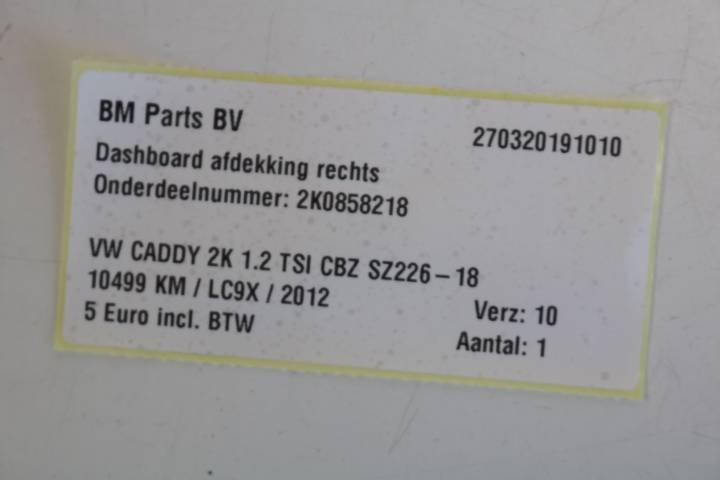 BM Parts BV 270320191010
Dashboard afdekking rechts
Onderdeelnummer: 2K0858218
VW CADDY 2K 1.2 TSI CBZ SZ226-18
10499 KM / LC9X / 2012 Verz: 10
5 Euro incl. BTW Aantal: 1